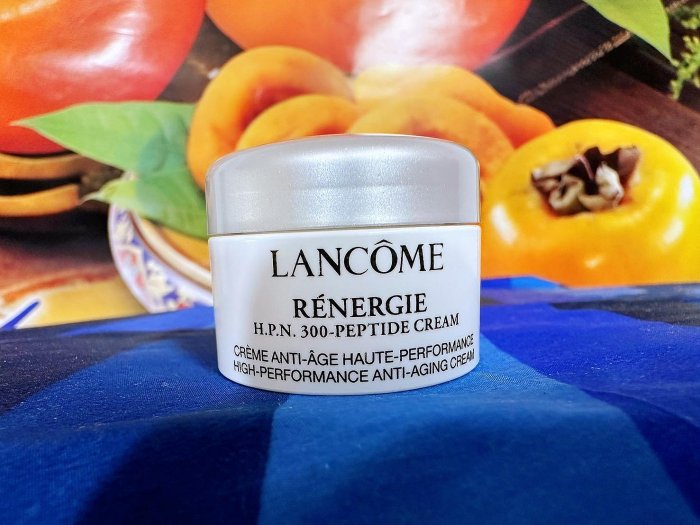 LANCÔME
RÉNERGIE
H.P.N. 300-PEPTIDE CREAM
CRÈME ANTI-ÂGE HAUTE-PERFORMANCE
HIGH-PERFORMANCE ANTI-AGING CREAM